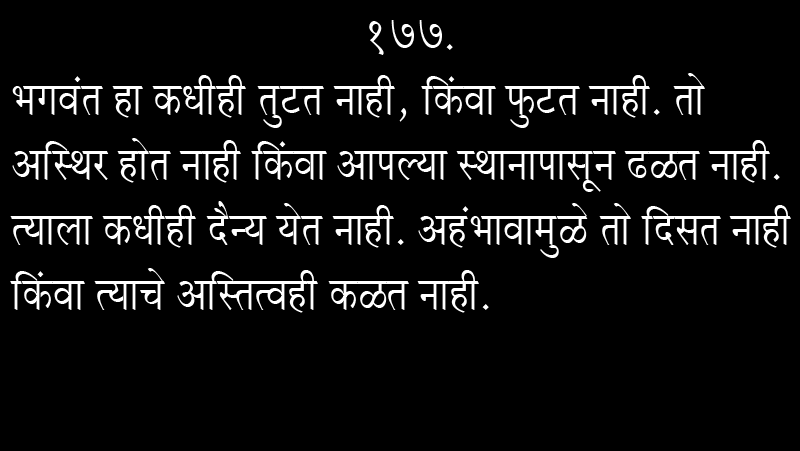 १७७.
भगवंत हा कधीही तुटत नाही, किंवा फुटत नाही. तो
अस्थिर होत नाही किंवा आपल्या स्थानापासून ढळत नाही.
त्याला कधीही दैन्य येत नाही. अहंभावामुळे तो दिसत नाही
किंवा त्याचे अस्तित्वही कळत नाही.